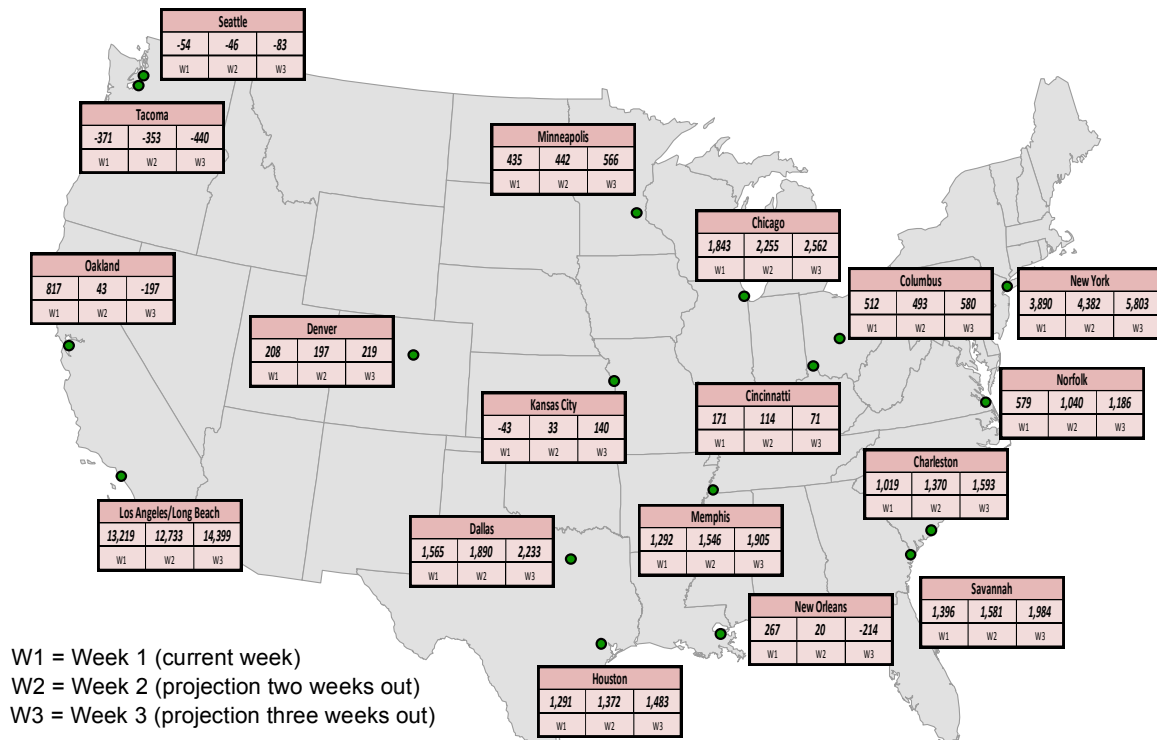 Seattle
-54 -46 -83
W1 W2 W3
Tacoma
-371 -353 -440
W1 W2 W3
Minneapolis
435 442 566
W1 W2 W3
Chicago
1,843 2,255 2,562
W1 W2 W3
Oakland
817 43 -197
W1 W2 W3
Columbus
512 493 580
W1 W2 W3
New York
3,890 4,382 5,803
W1 W2 W3
Denver
208 197 219
W1 W2 W3
Norfolk
579 1,040 1,186
W1 W2 W3
Kansas City
-43 33 140
W1 W2 W3
Cincinnatti
171 114 71
W1 W2 W3
Charleston
1,019 1,370 1,593
W1 W2 W3
Los Angeles/Long Beach
13,219 12,733 14,399
W1 W2 W3
Dallas
1,565 1,890 2,233
W1 W2 W3
Memphis
1,292 1,546 1,905
W1 W2 W3
Savannah
1,396 1,581 1,984
W1 W2 W3
New Orleans
267 20 -214
W1 W2 W3
Houston
1,291 1,372 1,483
W1 W2 W3
W1 = Week 1 (current week)
W2 = Week 2 (projection two weeks out)
W3 = Week 3 (projection three weeks out)